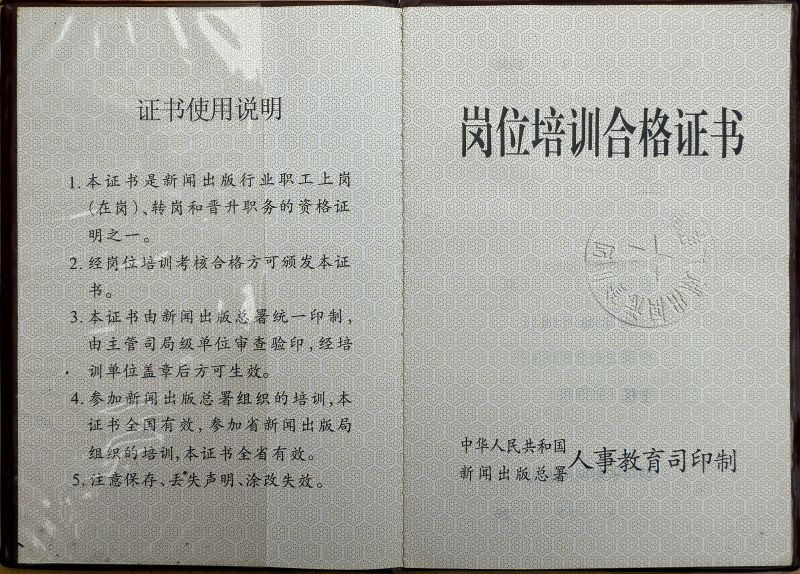 证书使用说明
1. 本证书是新闻出版行业职工上岗
(在岗)、转岗和晋升职务的资格证
明之一。
2. 经岗位培训考核合格方可颁发本证
书。
3. 本证书由新闻出版总署统一印制,
由主管司局级单位审查验印,经培
训单位盖章后方可生效。
4. 参加新闻出版总署组织的培训,本
证书全国有效,参加省新闻出版局
组织的培训,本证书全省有效。
5. 注意保存、丢失声明、涂改失效。
岗位培训合格证书
中华人民共和国
新闻出版总署
人事教育司印制